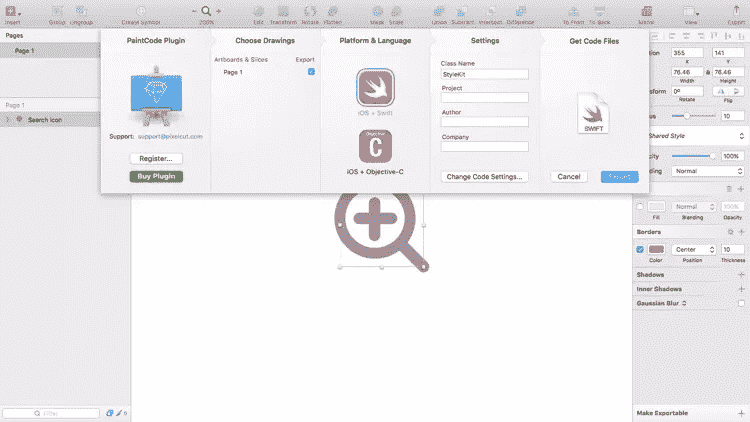 Insert
Group
Ungroup
Create Symbol
200%
Edit
Transform
Rotate
Flatten
Mask
Scale
Union
Subtract
Intersect
Difference
To Front
To Back
Mirror
Show
Export
Pages
Page 1
Page 1
Search icon
Filter
PaintCode Plugin
Support: support@pixelcut.com
Register...
Buy Plugin
Choose Drawings
Artboards & Slices Export
Page 1
Platform & Language
iOS + Swift
Objective
C
iOS + Objective-C
Settings
Class Name
StyleKit
Project
Author
Company
Change Code Settings...
Get Code Files
SWIFT
Cancel
355 141
X Y
76.46 76.46
Width Height
0°
Rotate Flip
10
Shared Style
100%
Normal
Normal 100%
Fill Blending Opacity
Borders
Center 10
Color Position Thickness
Shadows
Inner Shadows
Gaussian Blur
Make Exportable